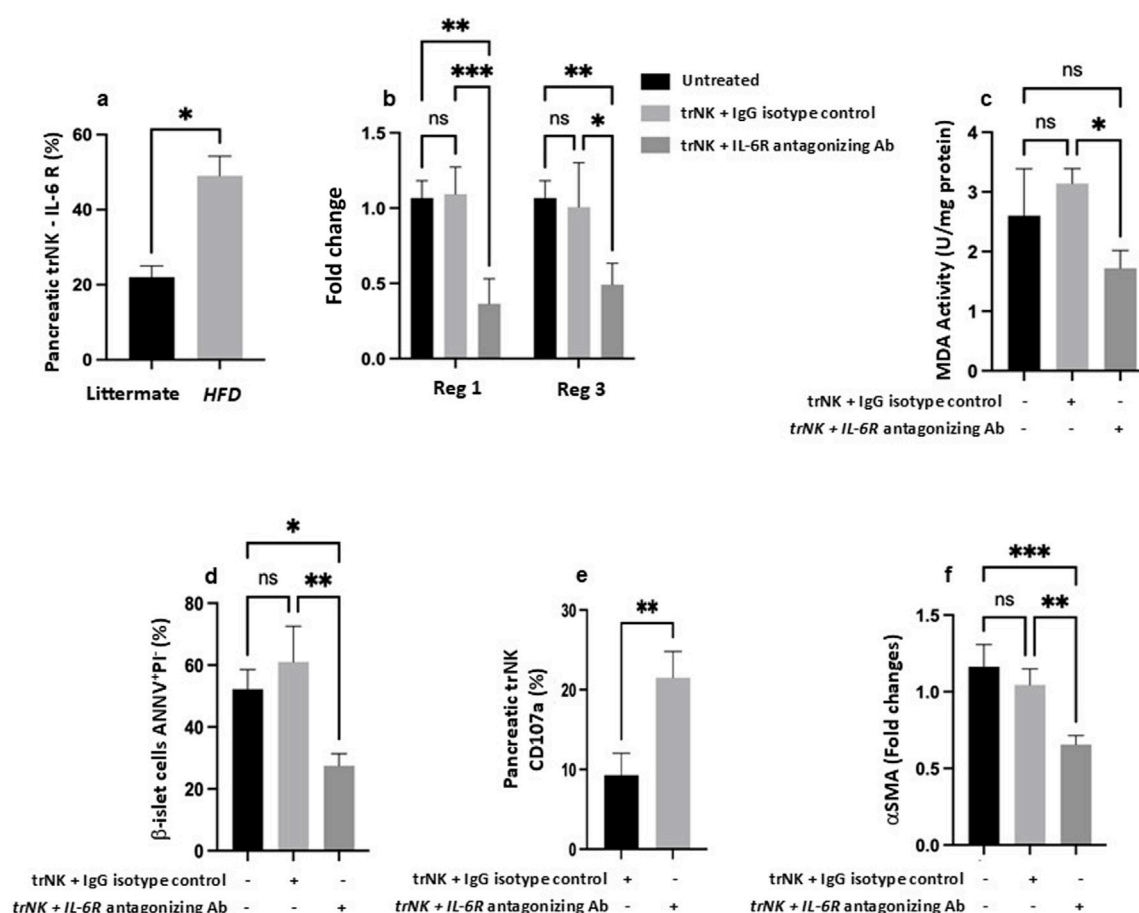 a
*
Pancreatic trNK - IL-6 R (%)
60
40
20
0
Littermate HFD
b
**
***
ns
**
ns
*
Fold change
1.5
1.0
0.5
0.0
Reg 1 Reg 3
Untreated
trNK + IgG isotype control
trNK + IL-6R antagonizing Ab
c
ns
ns
*
MDA Activity (U/mg protein)
4
3
2
1
0
trNK + IgG isotype control - + -
trNK + IL-6R antagonizing Ab - - +
d
*
ns
**
β-islet cells ANNV⁺PI⁻ (%)
80
60
40
20
0
trNK + IgG isotype control - + -
trNK + IL-6R antagonizing Ab - - +
e
**
Pancreatic trNK
CD107a (%)
30
20
10
0
trNK + IgG isotype control + -
trNK + IL-6R antagonizing Ab - +
f
***
ns
**
αSMA (Fold changes)
1.5
1.0
0.5
0.0
trNK + IgG isotype control - + -
trNK + IL-6R antagonizing Ab - - +